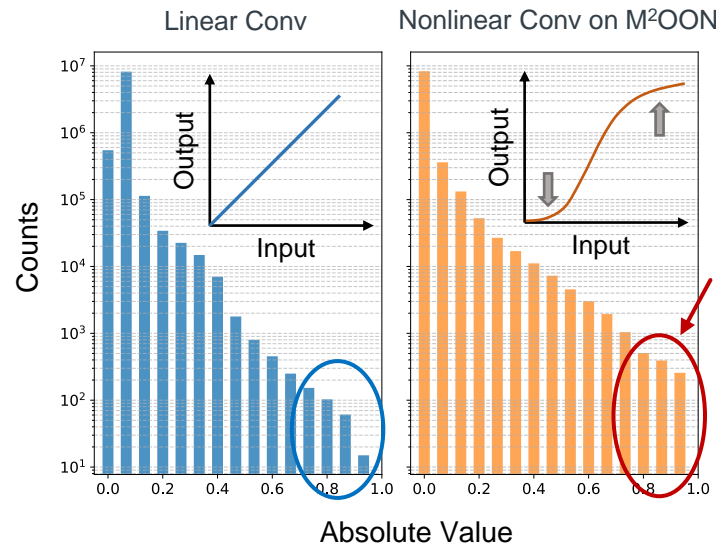 Linear Conv
Nonlinear Conv on M²OON
Counts
10⁷
10⁶
10⁵
10⁴
10³
10²
10¹
Output
Input
0.0 0.2 0.4 0.6 0.8 1.0
Output
Input
0.0 0.2 0.4 0.6 0.8 1.0
Absolute Value